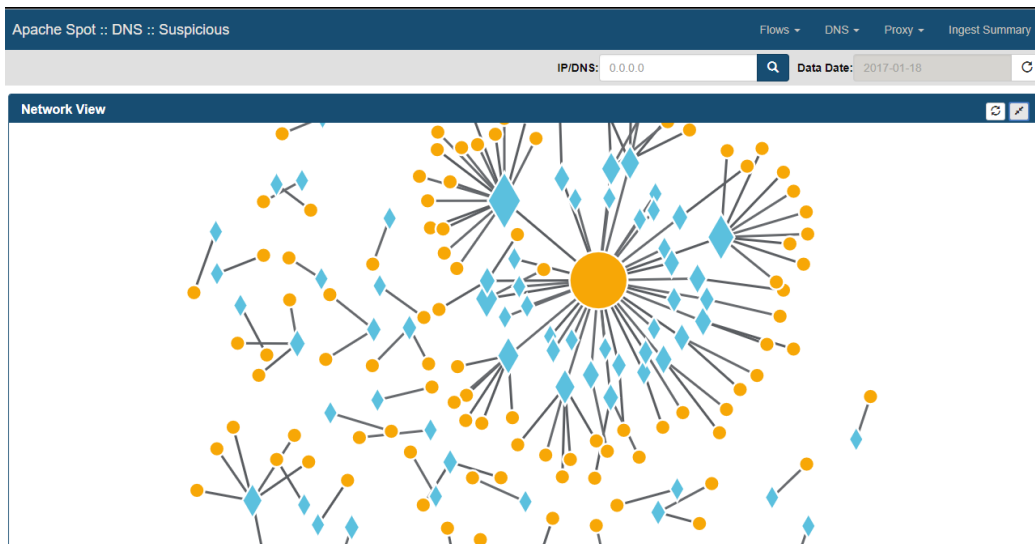 Apache Spot :: DNS :: Suspicious Flows DNS Proxy Ingest Summary
IP/DNS: 0.0.0.0 Data Date: 2017-01-18
Network View